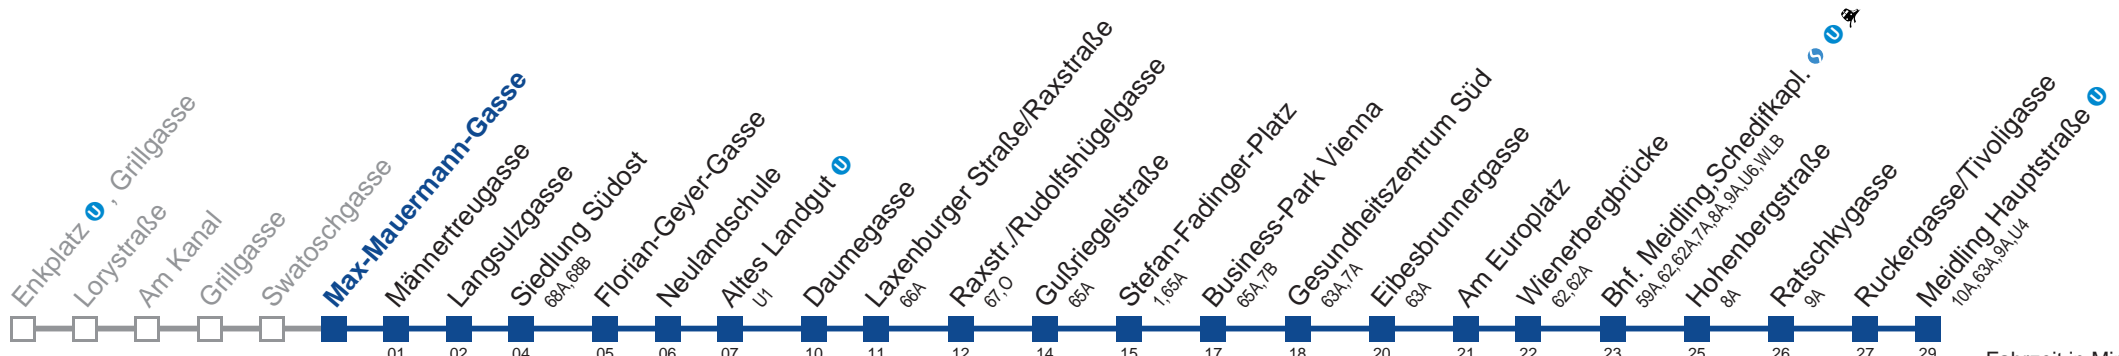 Enkplatz U , Grillgasse
Lorystraße
Am Kanal
Grillgasse
Swatoschgasse
Max-Mauermann-Gasse
Männertreugasse
01
Langsulzgasse
02
Siedlung Südost
68A,68B
04
Florian-Geyer-Gasse
05
Neulandschule
06
Altes Landgut U
U1
07
Daumegasse
10
Laxenburger Straße/Raxstraße
66A
11
Raxstr./Rudolfshügelgasse
67,O
12
Gußriegelstraße
65A
14
Stefan-Fadinger-Platz
1,65A
15
Business-Park Vienna
65A,7B
17
Gesundheitszentrum Süd
63A,7A
18
Eibesbrunnergasse
63A
20
Am Europlatz
21
Wienerbergbrücke
62,62A
22
Bhf. Meidling,Schedifkapl. U
59A,62,62A,7A,8A,9A,U6,WLB
23
Hohenbergstraße
8A
25
Ratschkygasse
9A
26
Ruckergasse/Tivoligasse
27
Meidling Hauptstraße U
10A,63A,9A,U4
29
Fahrzeit in Mi